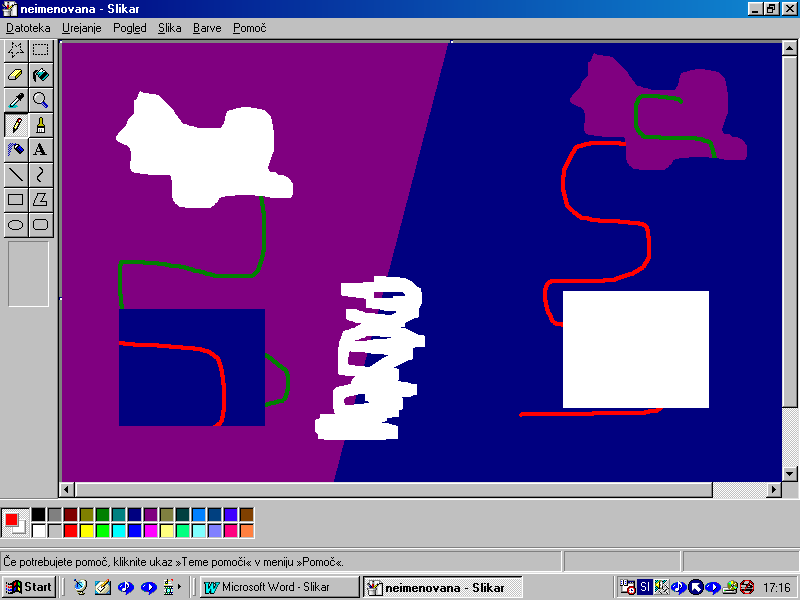 neimenovana - Slikar
Datoteka Urejanje Pogled Slika Barve Pomoč
A
Če potrebujete pomoč, kliknite ukaz »Teme pomoči« v meniju »Pomoč«.
Start Microsoft Word - Slikar neimenovana - Slikar SI 17:16